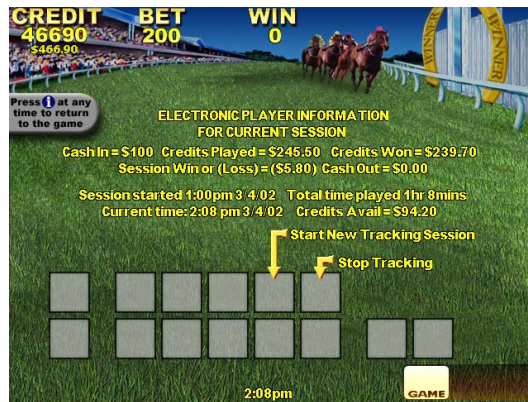 CREDIT BET WIN
46690 200 0
$466.90
WINNER
WINNER
Press i at any
time to return
to the game
ELECTRONIC PLAYER INFORMATION
FOR CURRENT SESSION
Cash In = $100 Credits Played = $245.50 Credits Won = $239.70
Session Win or (Loss) = ($5.80) Cash Out = $0.00
Session started 1:00pm 3/4/02 Total time played 1hr 8mins
Current time: 2:08 pm 3/4/02 Credits Avail = $94.20
Start New Tracking Session
Stop Tracking
2:08pm
GAME